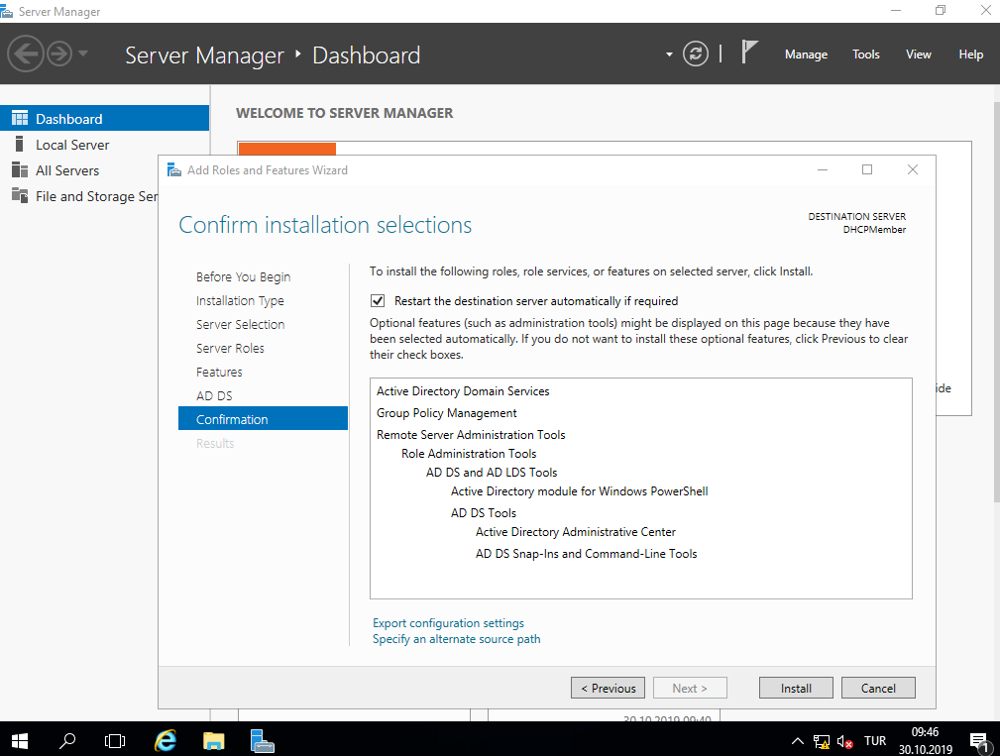 Server Manager
Server Manager ‣ Dashboard
Manage Tools View Help
Dashboard
Local Server
All Servers
File and Storage Ser
WELCOME TO SERVER MANAGER
Add Roles and Features Wizard
Confirm installation selections
DESTINATION SERVER
DHCPMember
Before You Begin
Installation Type
Server Selection
Server Roles
Features
AD DS
Confirmation
Results
To install the following roles, role services, or features on selected server, click Install.
Restart the destination server automatically if required
Optional features (such as administration tools) might be displayed on this page because they have
been selected automatically. If you do not want to install these optional features, click Previous to clear
their check boxes.
Active Directory Domain Services
Group Policy Management
Remote Server Administration Tools
Role Administration Tools
AD DS and AD LDS Tools
Active Directory module for Windows PowerShell
AD DS Tools
Active Directory Administrative Center
AD DS Snap-Ins and Command-Line Tools
ide
Export configuration settings
Specify an alternate source path
< Previous Next > Install Cancel
30.10.2019 09:40
TUR
09:46
30.10.2019
1